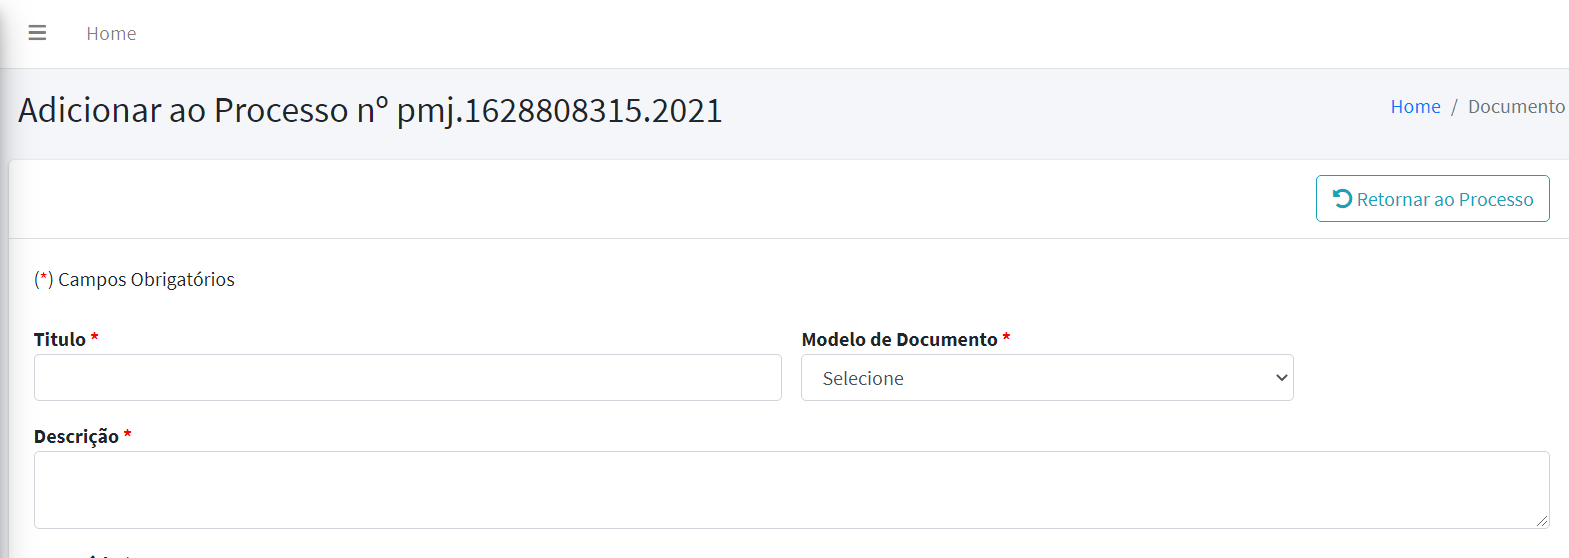 Home
Adicionar ao Processo nº pmj.1628808315.2021
Home / Documento
Retornar ao Processo
(*) Campos Obrigatórios
Titulo *
Modelo de Documento *
Selecione
Descrição *